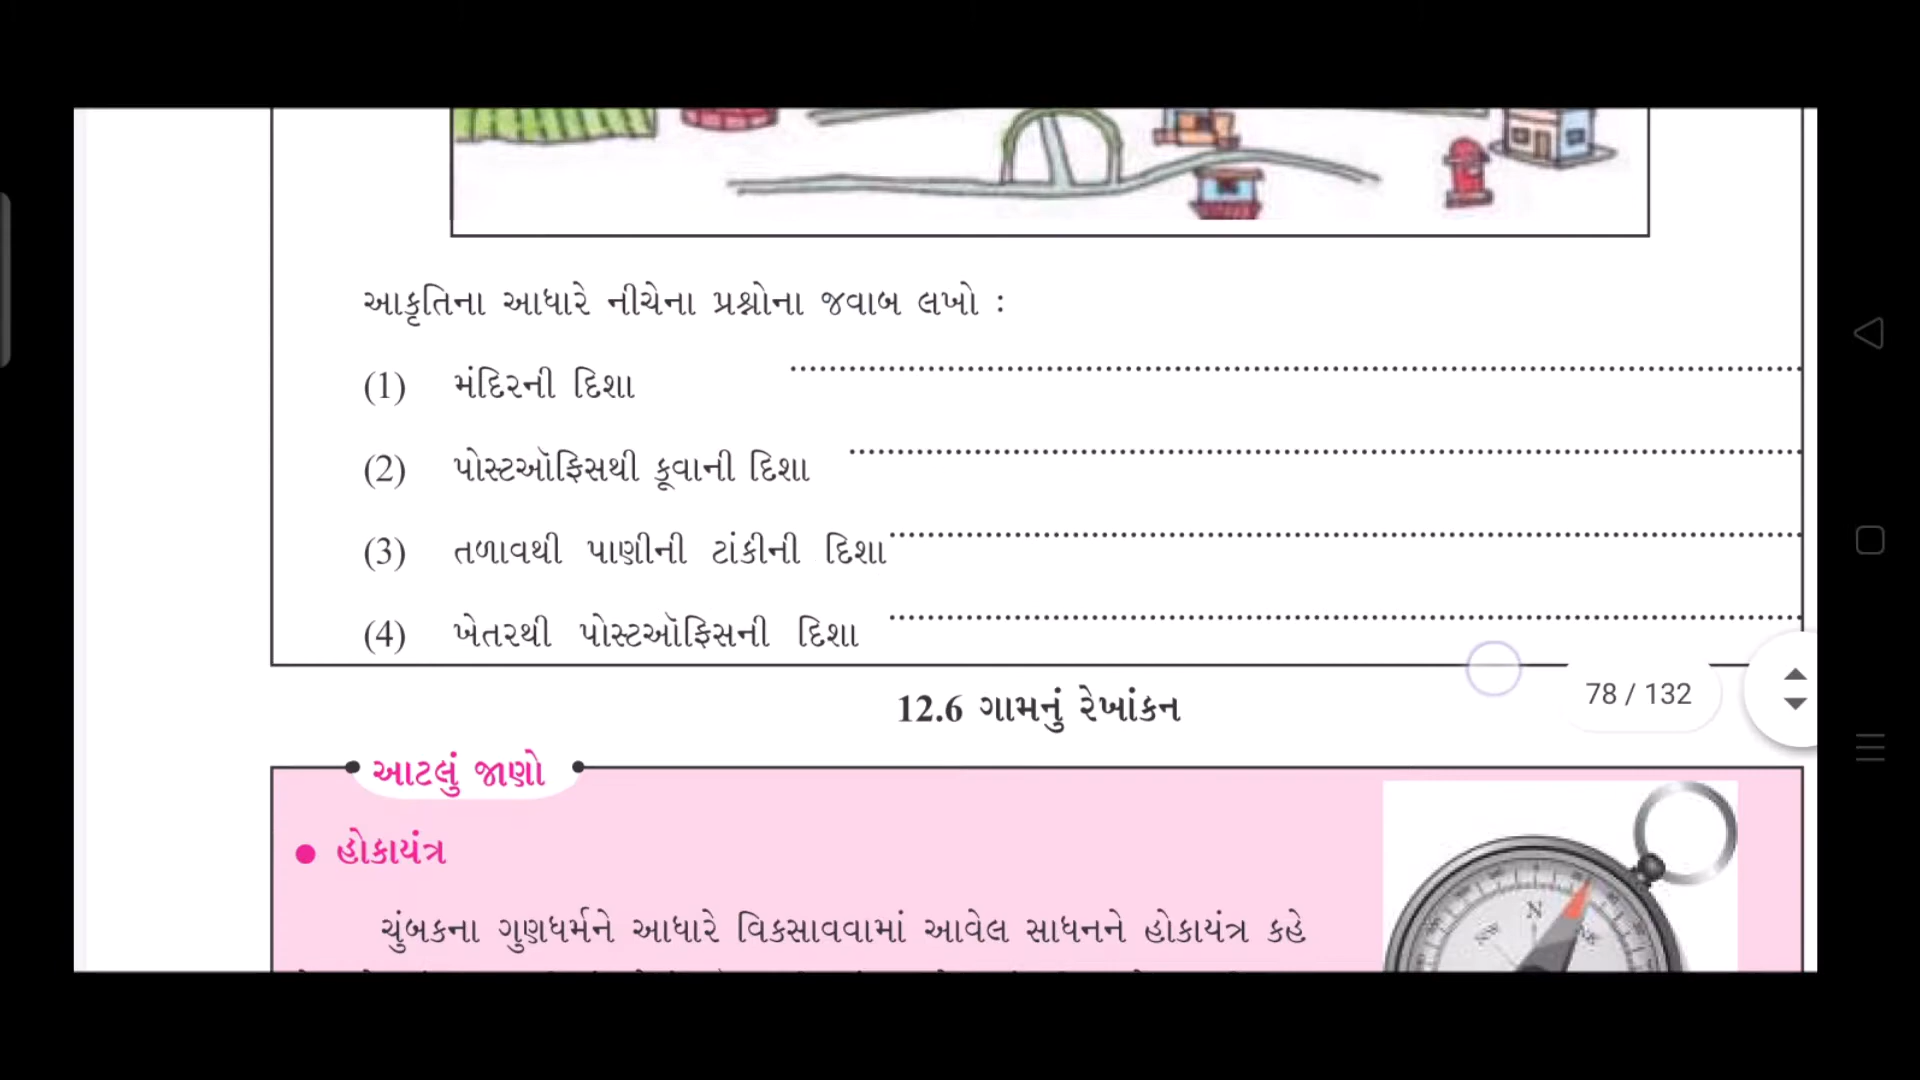 આકૃતિના આધારે નીચેના પ્રશ્નોના જવાબ લખો :
(1) મંદિરની દિશા
(2) પોસ્ટઑફિસથી કૂવાની દિશા
(3) તળાવથી પાણીની ટાંકીની દિશા
(4) ખેતરથી પોસ્ટઑફિસની દિશા
78 / 132
12.6 ગામનું રેખાંકન
આટલું જાણો
● હોકાયંત્ર
ચુંબકના ગુણધર્મને આધારે વિકસાવવામાં આવેલ સાધનને હોકાયંત્ર કહે
N
NW